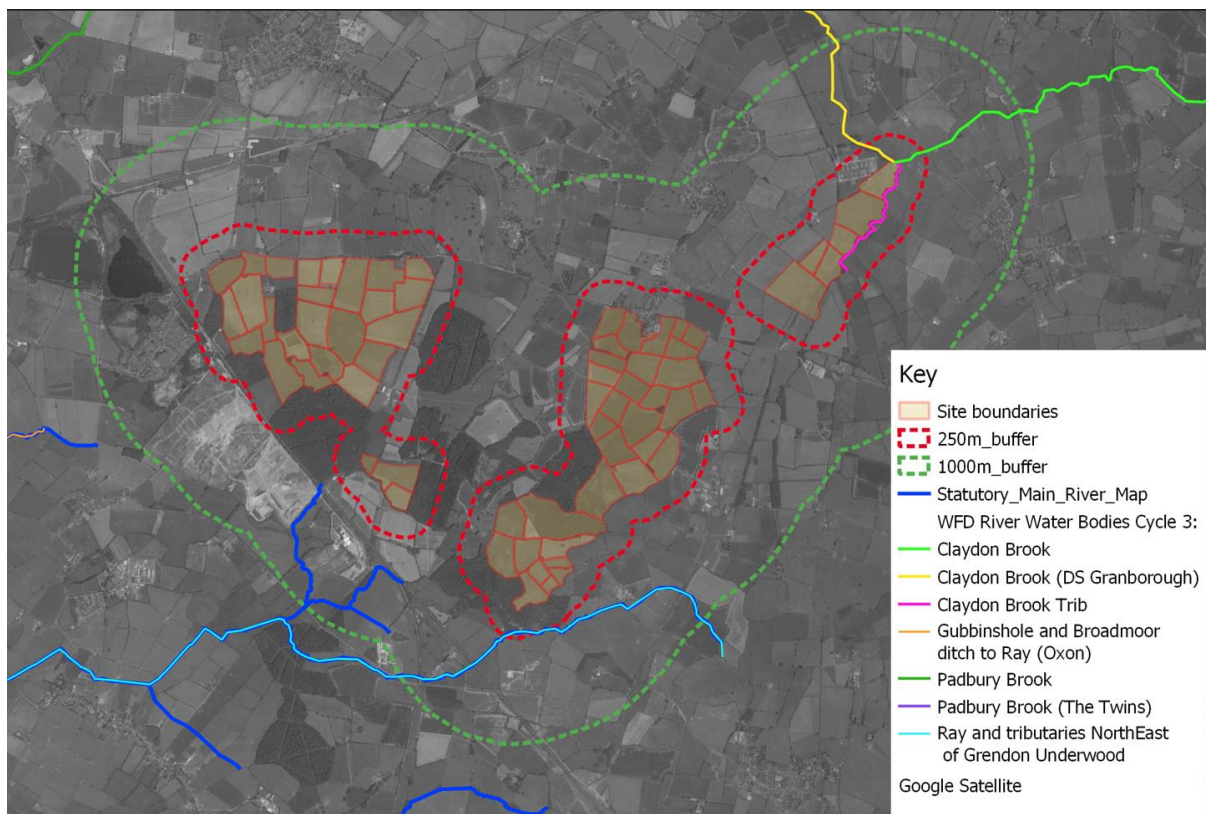 Key
Site boundaries
250m_buffer
1000m_buffer
Statutory_Main_River_Map
WFD River Water Bodies Cycle 3:
Claydon Brook
Claydon Brook (DS Granborough)
Claydon Brook Trib
Gubbinshole and Broadmoor
ditch to Ray (Oxon)
Padbury Brook
Padbury Brook (The Twins)
Ray and tributaries NorthEast
of Grendon Underwood
Google Satellite